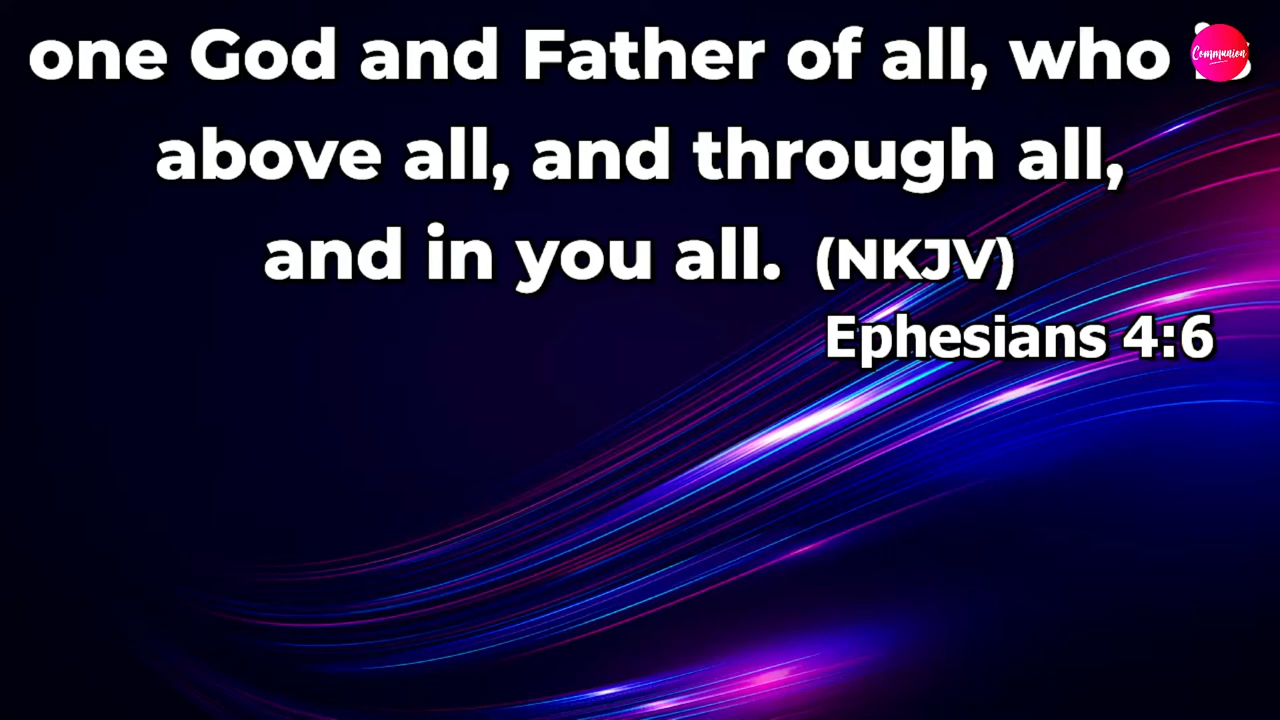 one God and Father of all, who is
above all, and through all,
and in you all. (NKJV)
Ephesians 4:6
Communion